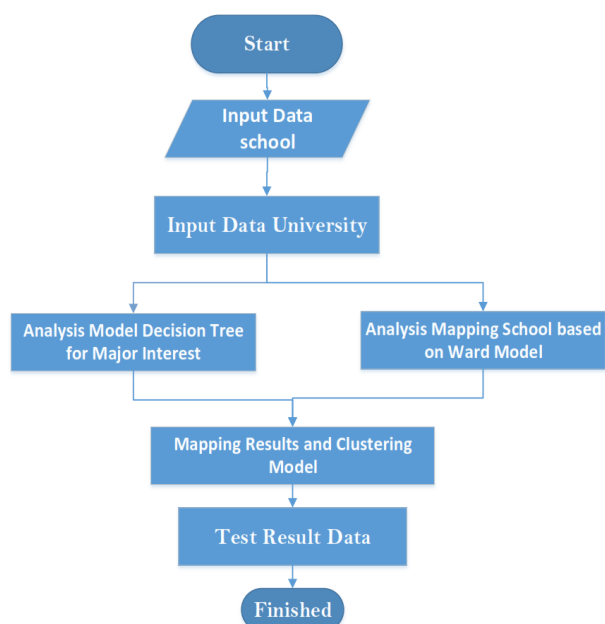 Start
Input Data
school
Input Data University
Analysis Model Decision Tree
for Major Interest
Analysis Mapping School based
on Ward Model
Mapping Results and Clustering
Model
Test Result Data
Finished